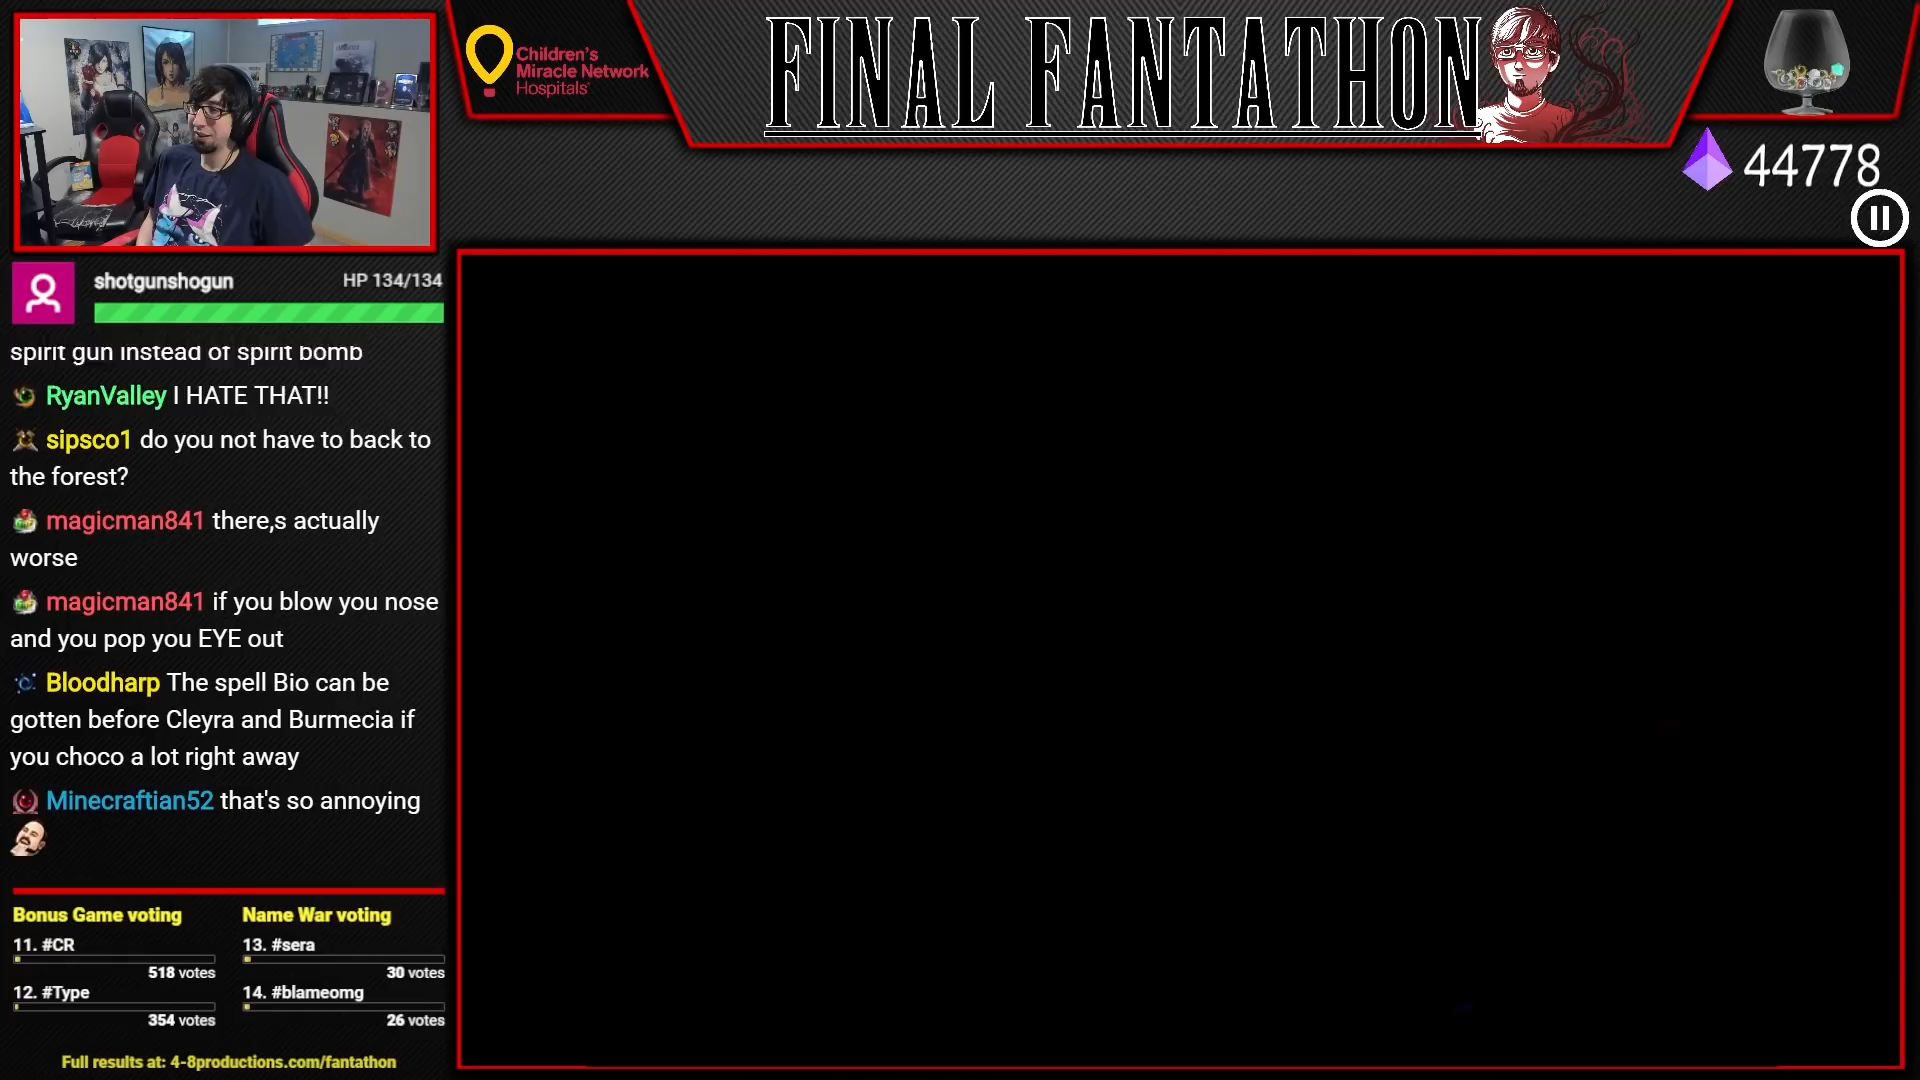 Children's
Miracle Network
Hospitals
FINAL FANTATHON
44778
shotgunshogun HP 134/134
spirit gun instead of spirit bomb
RyanValley I HATE THAT!!
sipsco1 do you not have to back to
the forest?
magicman841 there,s actually
worse
magicman841 if you blow you nose
and you pop you EYE out
Bloodharp The spell Bio can be
gotten before Cleyra and Burmecia if
you choco a lot right away
Minecraftian52 that's so annoying
Bonus Game voting
11. #CR
518 votes
12. #Type
354 votes
Name War voting
13. #sera
30 votes
14. #blameomg
26 votes
Full results at: 4-8productions.com/fantathon